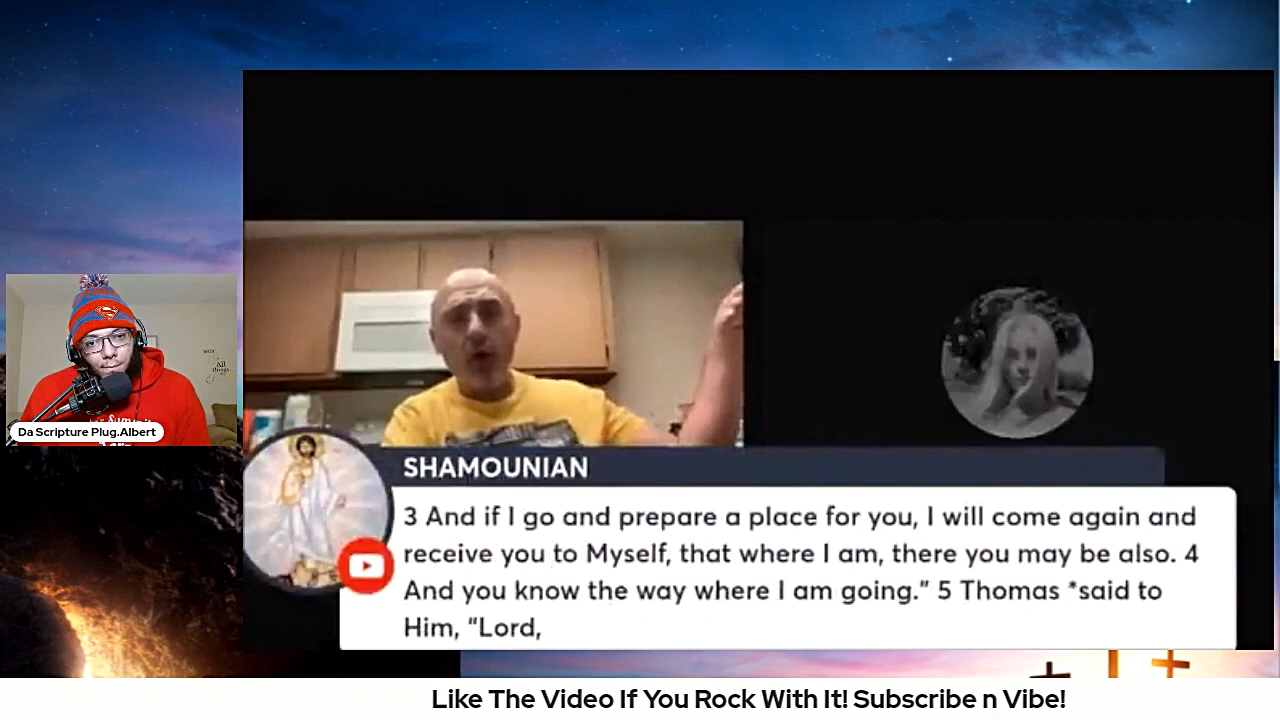 Da Scripture Plug.Albert
SHAMOUNIAN
3 And if I go and prepare a place for you, I will come again and
receive you to Myself, that where I am, there you may be also. 4
And you know the way where I am going.” 5 Thomas *said to
Him, “Lord,
Like The Video If You Rock With It! Subscribe n Vibe!